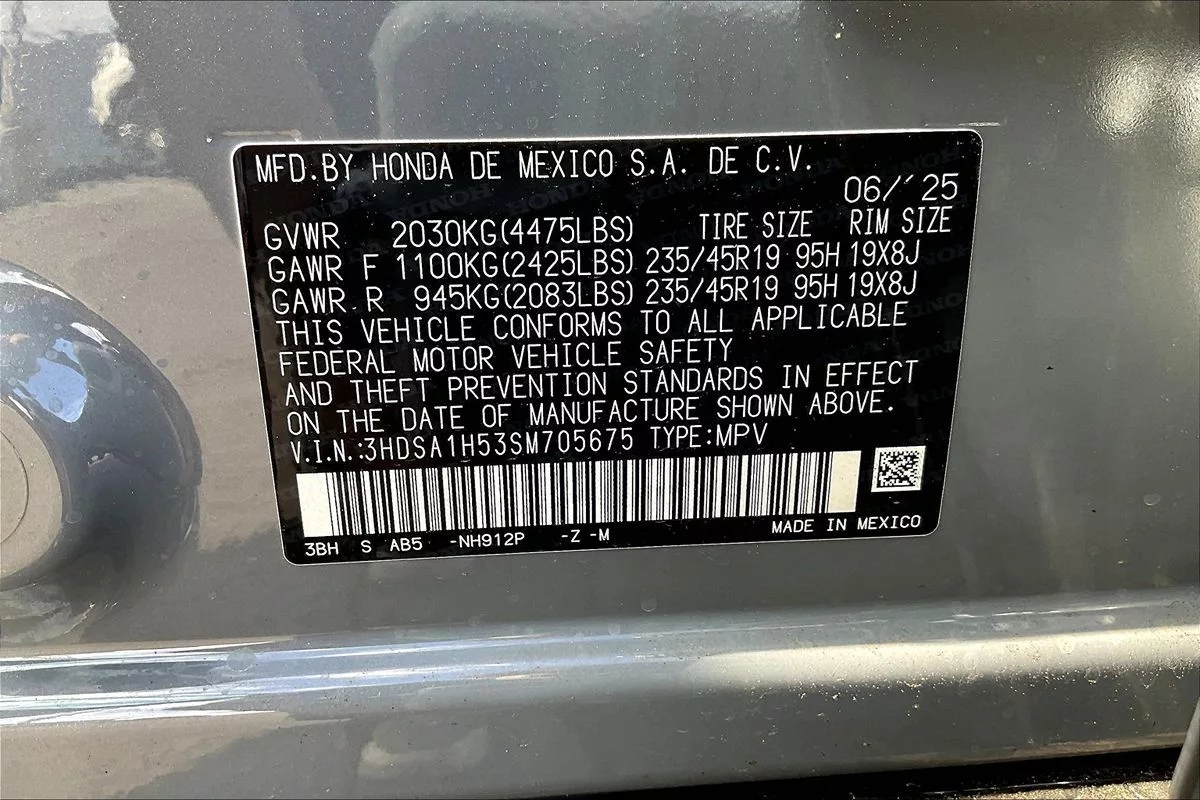 MFD.BY HONDA DE MEXICO S.A. DE C.V.
06/'25
GVWR 2030KG(4475LBS) TIRE SIZE RIM SIZE
GAWR F 1100KG(2425LBS) 235/45R19 95H 19X8J
GAWR R 945KG(2083LBS) 235/45R19 95H 19X8J
THIS VEHICLE CONFORMS TO ALL APPLICABLE
FEDERAL MOTOR VEHICLE SAFETY
AND THEFT PREVENTION STANDARDS IN EFFECT
ON THE DATE OF MANUFACTURE SHOWN ABOVE.
V.I.N.:3HDSA1H53SM705675 TYPE:MPV
3BH S AB5 -NH912P -Z -M MADE IN MEXICO